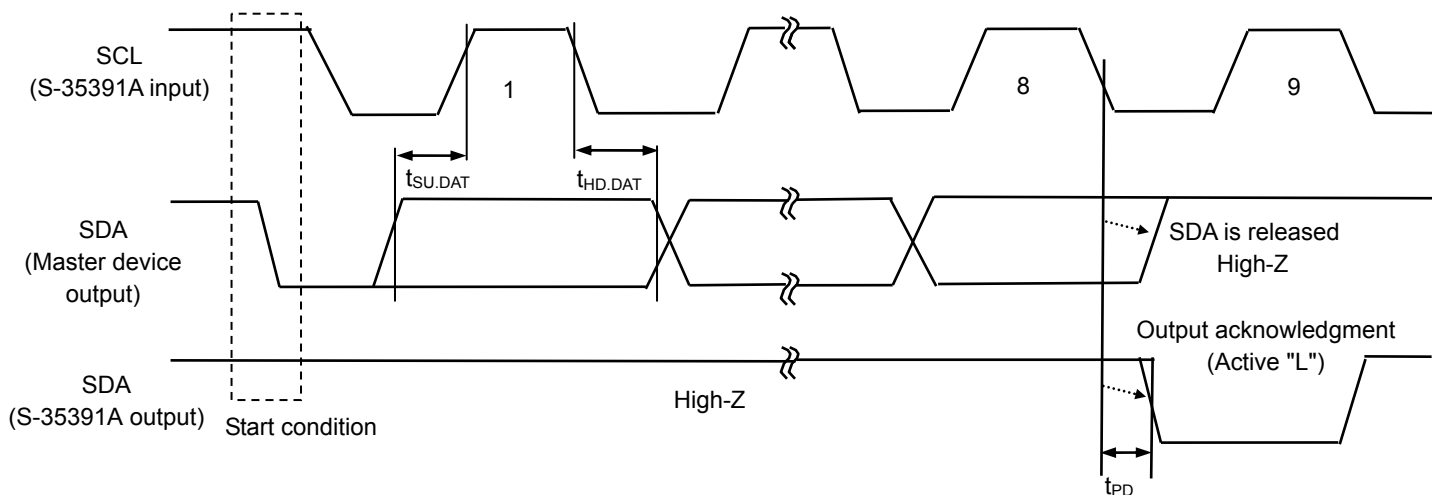 SCL
(S-35391A input)
1
8
9
tSU.DAT
tHD.DAT
SDA
(Master device
output)
SDA is released
High-Z
Output acknowledgment
(Active "L")
SDA
(S-35391A output)
High-Z
Start condition
tPD